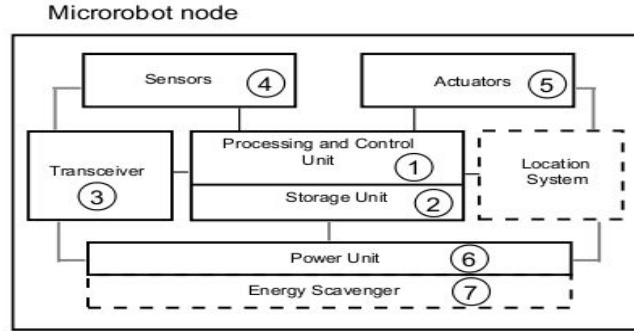 Microrobot node
Sensors
4
Actuators
5
Processing and Control
Unit
1
Transceiver
3
Location
System
Storage Unit
2
Power Unit
6
Energy Scavenger
7